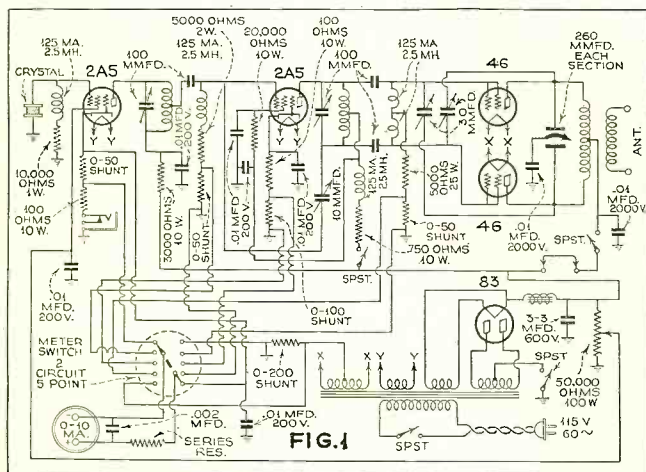 125 MA.
2.5 MH.
CRYSTAL
2A5
100
MMFD.
5000 OHMS
2 W.
125 MA.
2.5 MH.
20,000
OHMS
10 W.
2A5
100
OHMS
10 W.
100 MMFD.
125 MA.
2.5 MH.
46
260
MMFD.
EACH
SECTION
30
MMFD.
ANT.
Y Y
.01 MFD.
200 V.
Y Y
X X
10,000
OHMS
1 W.
0-50
SHUNT
100
OHMS
10 W.
3000 OHMS
10 W.
0-50
SHUNT
.01 MFD.
200 V.
.01 MFD.
200 V.
10 MMFD.
125 MA.
2.5 MH.
5000
OHMS
25 W.
46
.01
MFD.
2000 V.
.01
MFD.
2000 V.
0-50
SHUNT
750 OHMS
10 W.
SPST.
SPST.
.01
MFD.
200 V.
0-100
SHUNT
83
3-3
MFD.
600 V.
METER
SWITCH
2
CIRCUIT
5 POINT
0-200
SHUNT
X X Y Y
SPST
50,000
OHMS
100 W
0-10
MA.
.002
MFD.
SERIES
RES.
.01 MFD.
200 V.
FIG.1
SPST
115 V
60~